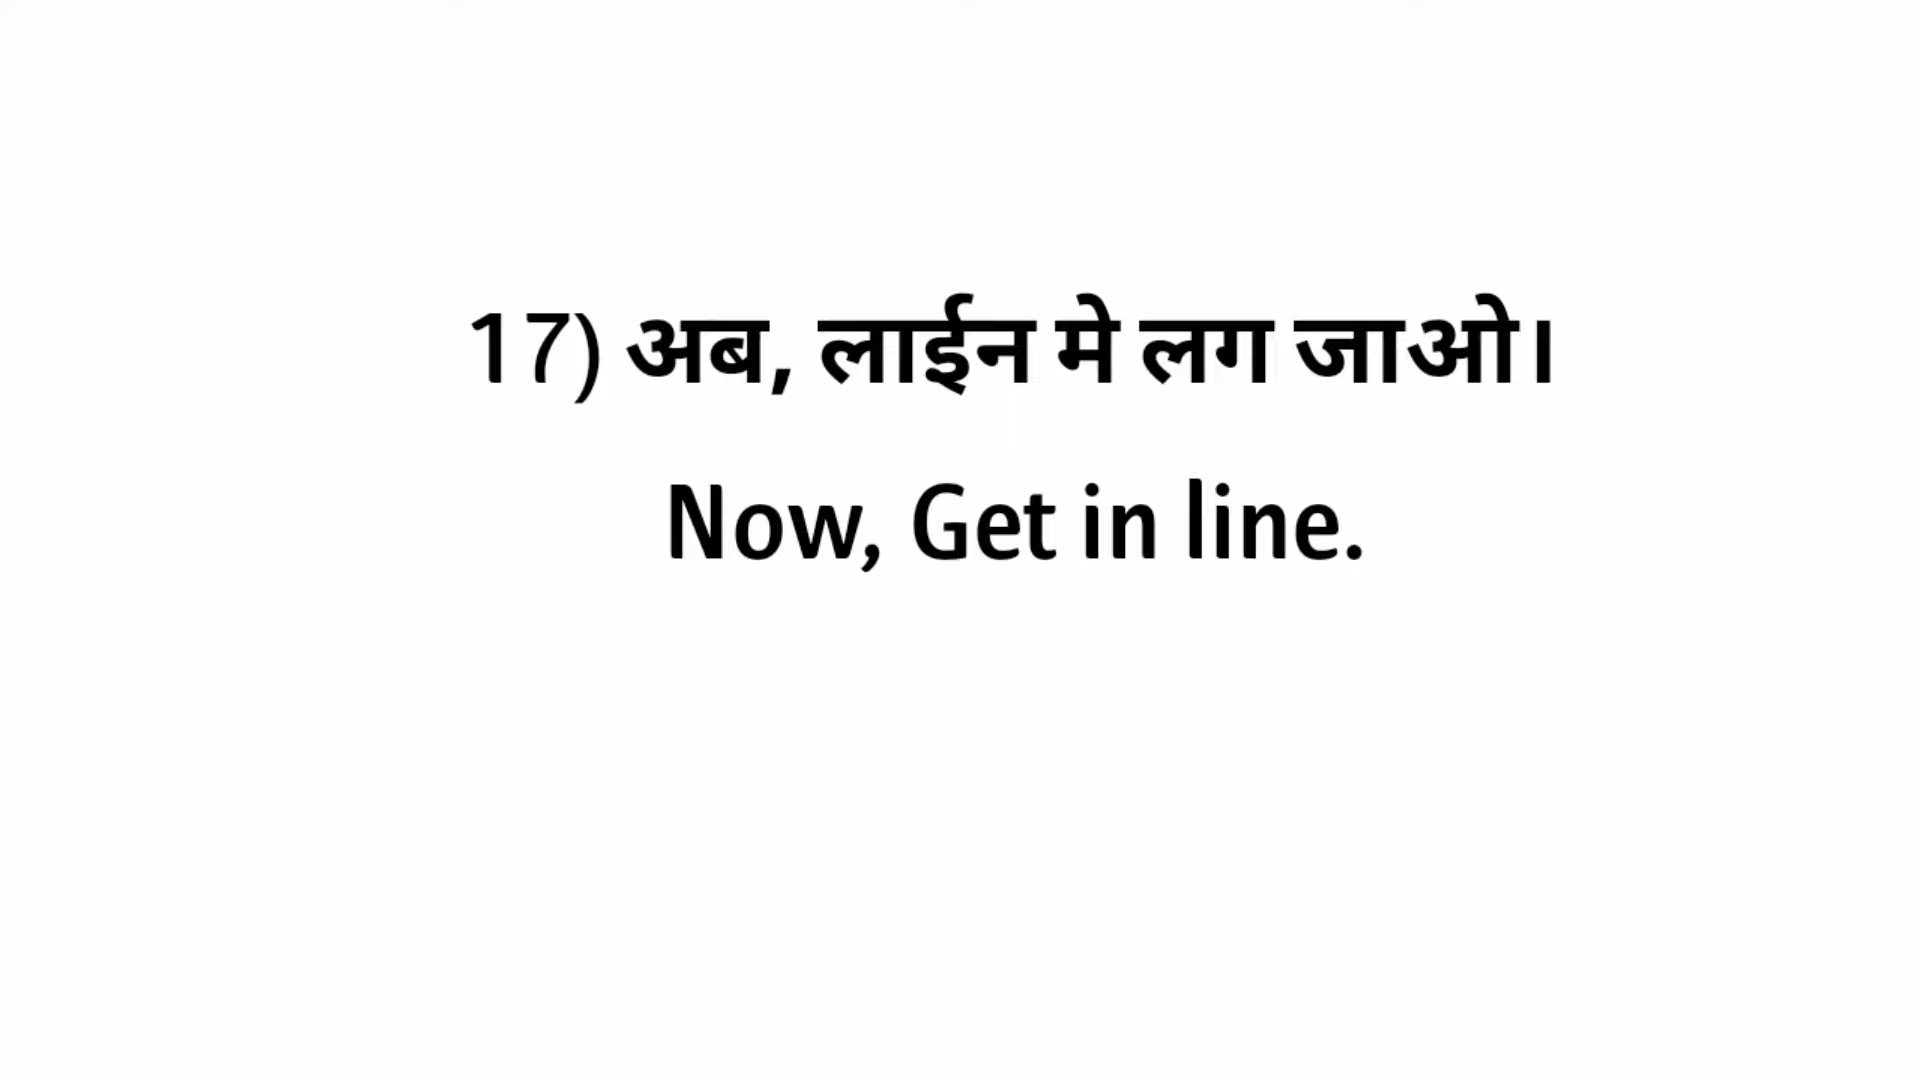 17) अब, लाईन मे लग जाओ।
Now, Get in line.